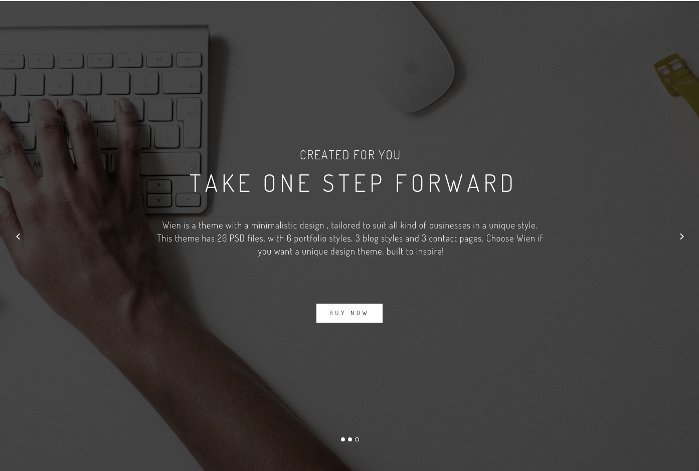 CREATED FOR YOU
TAKE ONE STEP FORWARD
Wien is a theme with a minimalistic design , tailored to suit all kind of businesses in a unique style.
This theme has 26 PSD files, with 6 portfolio styles, 3 blog styles and 3 contact pages. Choose Wien if
you want a unique design theme, built to inspire!
BUY NOW